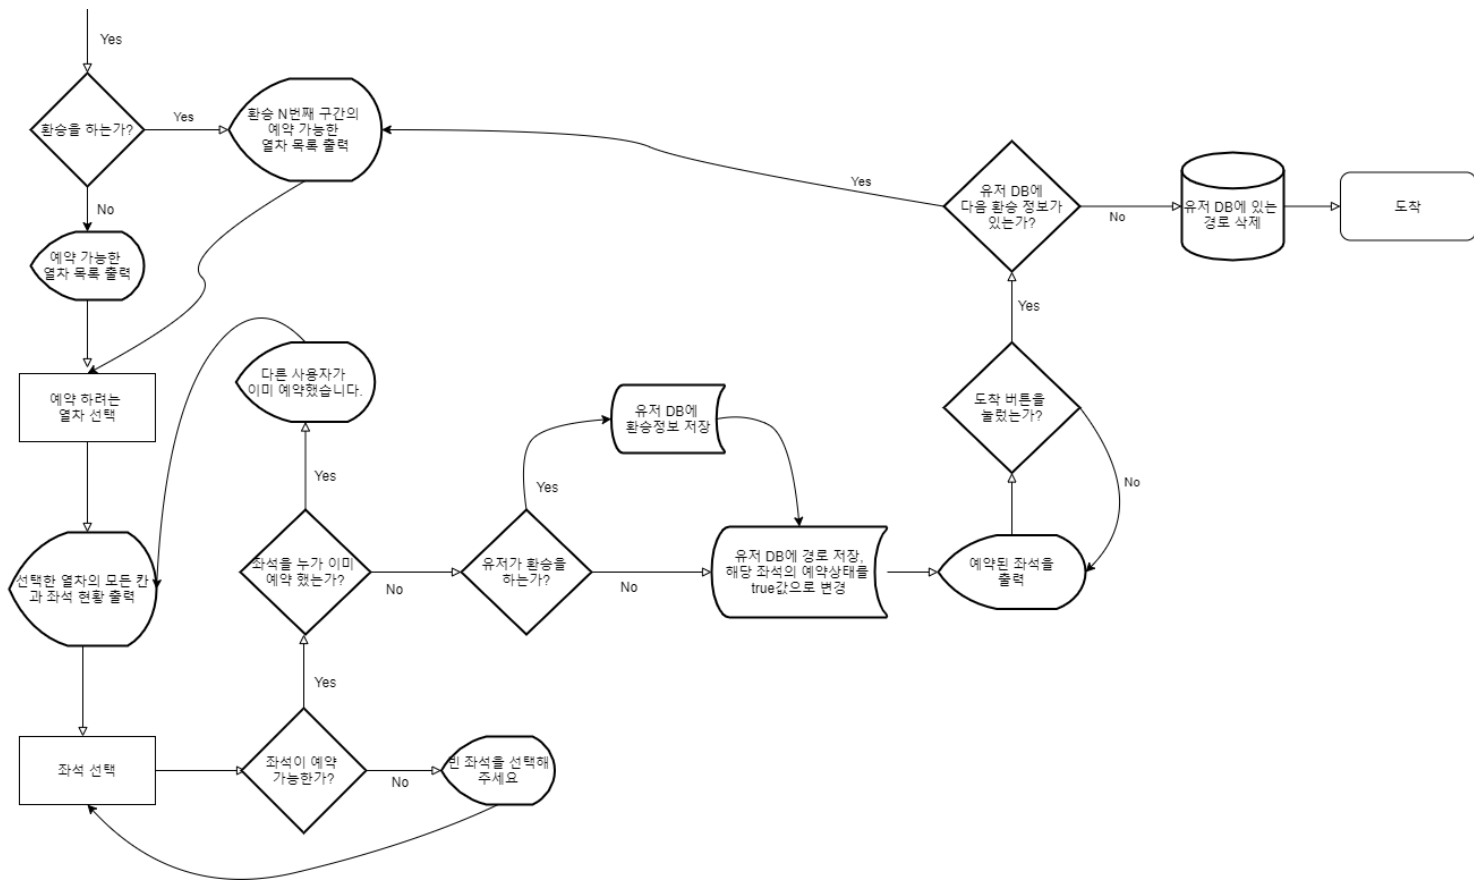 Yes
환승을 하는가?
Yes
환승 N번째 구간의
예약 가능한
열차 목록 출력
No
예약 가능한
열차 목록 출력
예약 하려는
열차 선택
선택한 열차의 모든 칸
과 좌석 현황 출력
좌석 선택
좌석이 예약
가능한가?
No
빈 좌석을 선택해
주세요
Yes
좌석을 누가 이미
예약 했는가?
Yes
다른 사용자가
이미 예약했습니다.
No
유저가 환승을
하는가?
Yes
유저 DB에
환승정보 저장
No
유저 DB에 경로 저장,
해당 좌석의 예약상태를
true값으로 변경
예약된 좌석을
출력
도착 버튼을
눌렀는가?
No
Yes
유저 DB에
다음 환승 정보가
있는가?
Yes
No
유저 DB에 있는
경로 삭제
도착